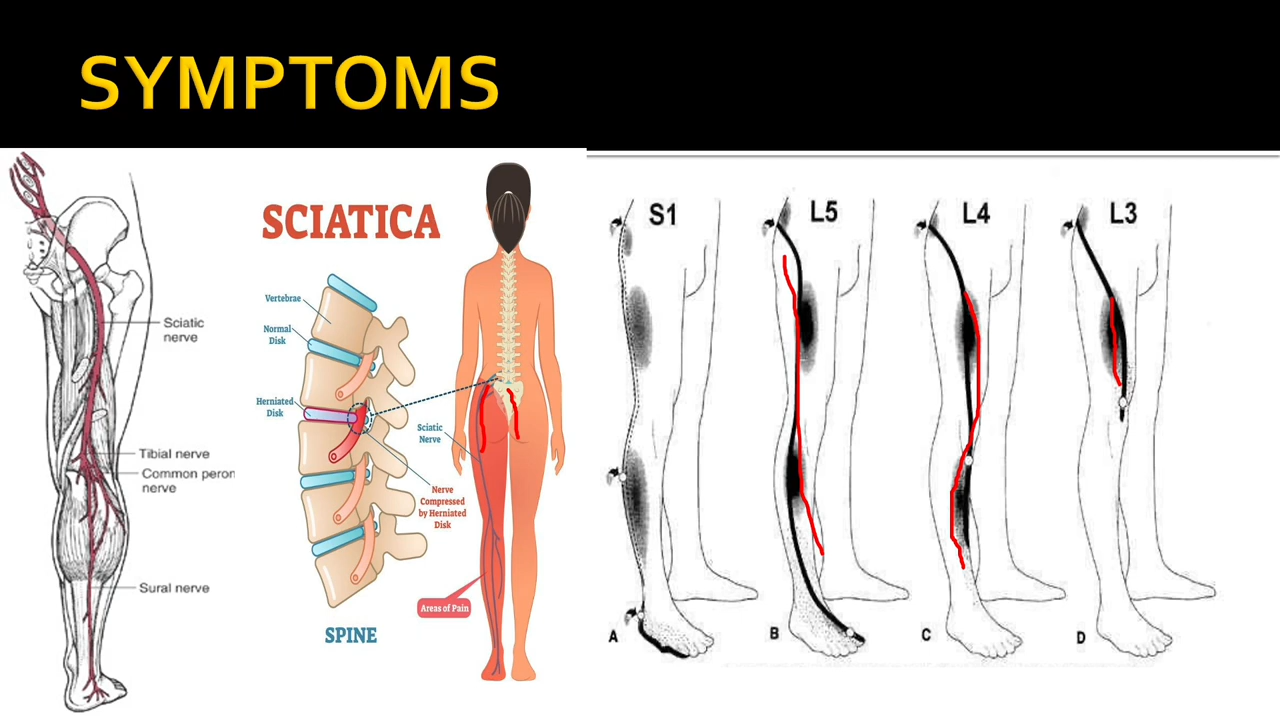 SYMPTOMS
Sciatic
nerve
Tibial nerve
Common peron
nerve
Sural nerve
SCIATICA
Vertebrae
Normal
Disk
Herniated
Disk
Sciatic
Nerve
Nerve
Compressed
by Herniated
Disk
Areas of Pain
SPINE
S1
L5
L4
L3
A
B
C
D